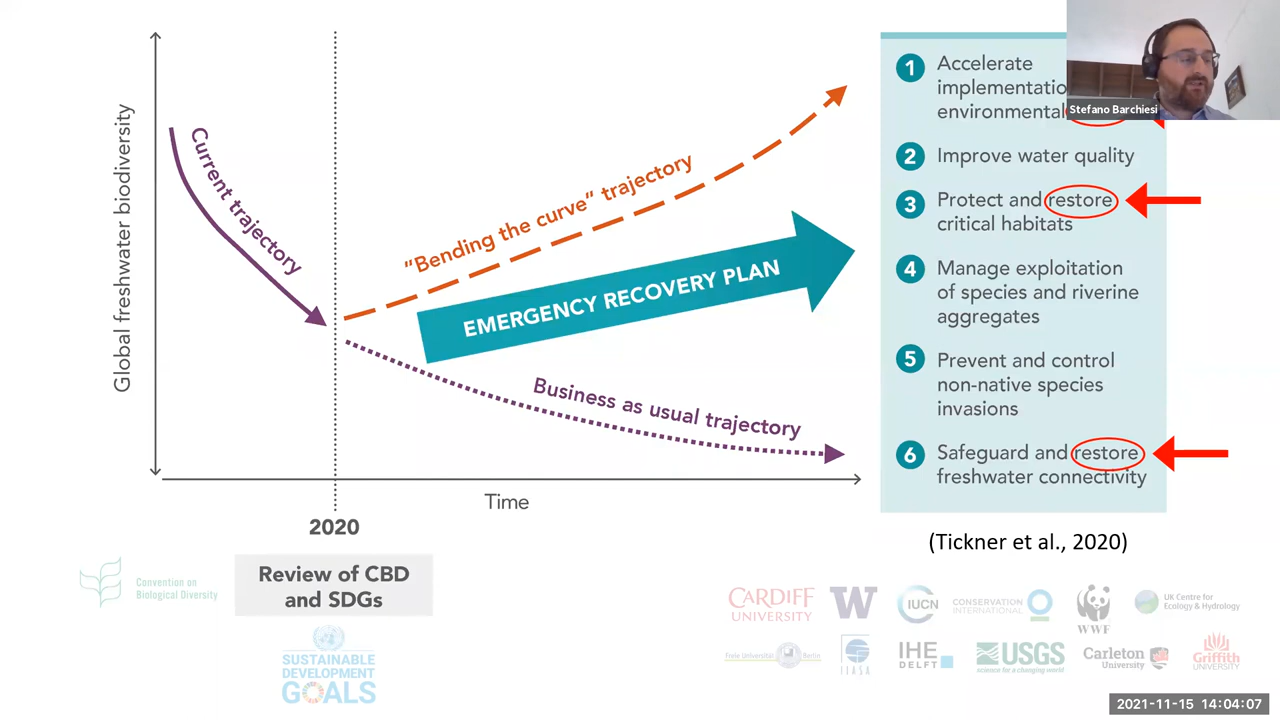 Global freshwater biodiversity
Current trajectory
"Bending the curve" trajectory
EMERGENCY RECOVERY PLAN
Business as usual trajectory
Time
2020
Review of CBD
and SDGs
Convention on
Biological Diversity
SUSTAINABLE
DEVELOPMENT
GOALS
1 Accelerate
implementatio
environmental
2 Improve water quality
3 Protect and restore
critical habitats
4 Manage exploitation
of species and riverine
aggregates
5 Prevent and control
non-native species
invasions
6 Safeguard and restore
freshwater connectivity
(Tickner et al., 2020)
Stefano Barchiesi
CARDIFF
UNIVERSITY
W
IUCN
CONSERVATION
INTERNATIONAL
WWF
UK Centre for
Ecology & Hydrology
Freie Universität Berlin
IIASA
IHE
DELFT
USGS
science for a changing world
Carleton
University
Griffith
UNIVERSITY
2021-11-15 14:04:07